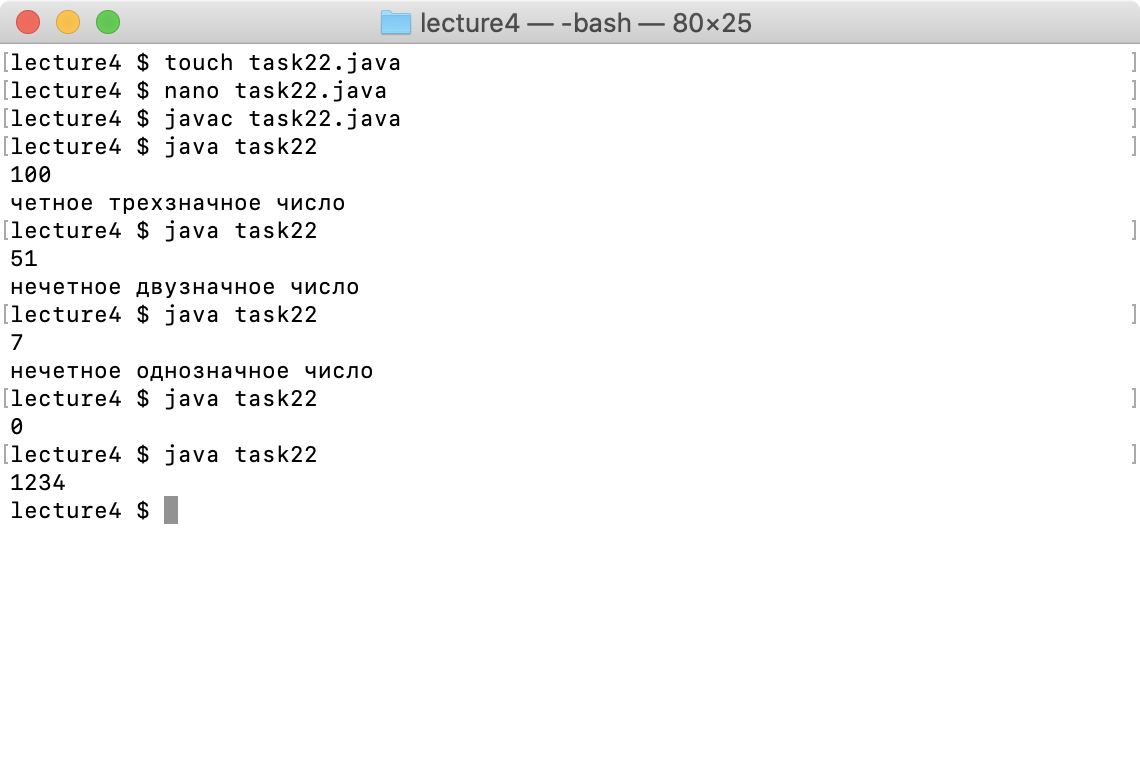 lecture4 — -bash — 80×25
[lecture4 $ touch task22.java ]
[lecture4 $ nano task22.java ]
[lecture4 $ javac task22.java ]
[lecture4 $ java task22 ]
100
четное трехзначное число
[lecture4 $ java task22 ]
51
нечетное двузначное число
[lecture4 $ java task22 ]
7
нечетное однозначное число
[lecture4 $ java task22 ]
0
[lecture4 $ java task22 ]
1234
lecture4 $